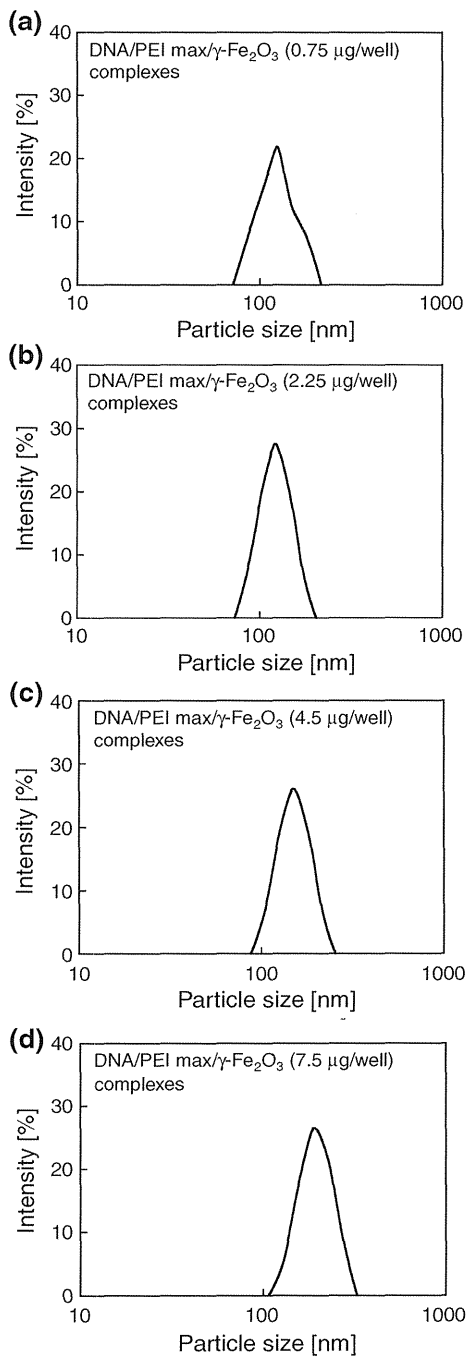 (a)
DNA/PEI max/γ-Fe₂O₃ (0.75 µg/well)
complexes
Intensity [%]
40
30
20
10
0
10 100 1000
Particle size [nm]
(b)
DNA/PEI max/γ-Fe₂O₃ (2.25 µg/well)
complexes
Intensity [%]
40
30
20
10
0
10 100 1000
Particle size [nm]
(c)
DNA/PEI max/γ-Fe₂O₃ (4.5 µg/well)
complexes
Intensity [%]
40
30
20
10
0
10 100 1000
Particle size [nm]
(d)
DNA/PEI max/γ-Fe₂O₃ (7.5 µg/well)
complexes
Intensity [%]
40
30
20
10
0
10 100 1000
Particle size [nm]